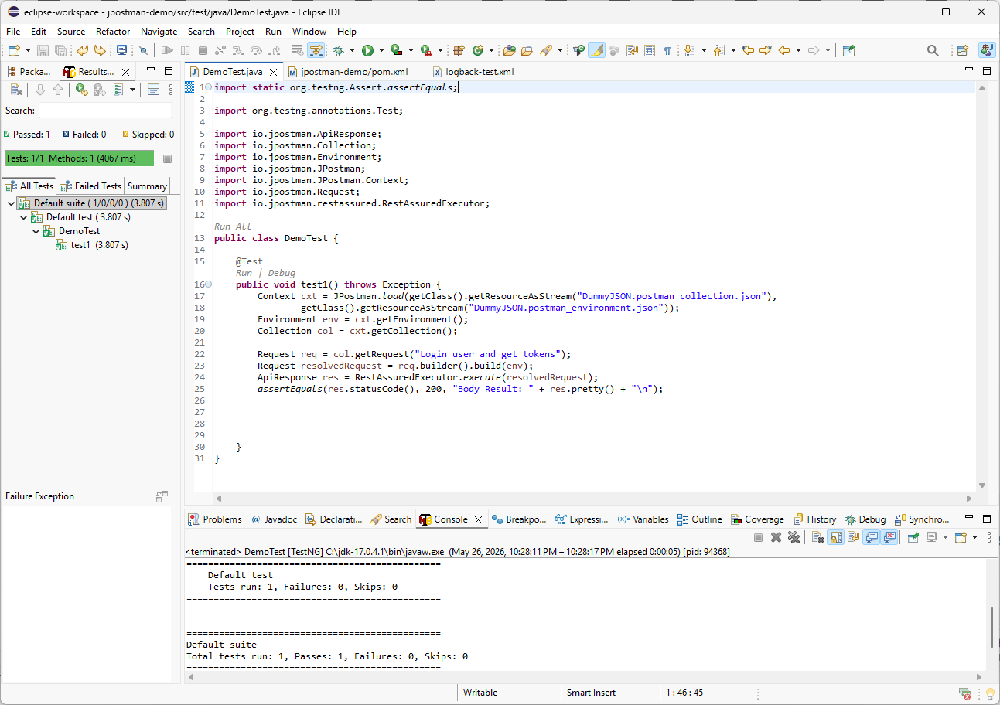 eclipse-workspace - jpostman-demo/src/test/java/DemoTest.java - Eclipse IDE
File Edit Source Refactor Navigate Search Project Run Window Help
Packa... Results...
Search:
Passed: 1 Failed: 0 Skipped: 0
Tests: 1/1 Methods: 1 (4067 ms)
All Tests Failed Tests Summary
Default suite ( 1/0/0/0 ) (3.807 s)
Default test ( 3.807 s)
DemoTest
test1 (3.807 s)
Failure Exception
DemoTest.java jpostman-demo/pom.xml logback-test.xml
1 import static org.testng.Assert.assertEquals;
2
3 import org.testng.annotations.Test;
4
5 import io.jpostman.ApiResponse;
6 import io.jpostman.Collection;
7 import io.jpostman.Environment;
8 import io.jpostman.JPostman;
9 import io.jpostman.JPostman.Context;
10 import io.jpostman.Request;
11 import io.jpostman.restassured.RestAssuredExecutor;
12
Run All
13 public class DemoTest {
14
15 @Test
Run | Debug
16 public void test1() throws Exception {
17 Context cxt = JPostman.load(getClass().getResourceAsStream("DummyJSON.postman_collection.json"),
18 getClass().getResourceAsStream("DummyJSON.postman_environment.json"));
19 Environment env = cxt.getEnvironment();
20 Collection col = cxt.getCollection();
21
22 Request req = col.getRequest("Login user and get tokens");
23 Request resolvedRequest = req.builder().build(env);
24 ApiResponse res = RestAssuredExecutor.execute(resolvedRequest);
25 assertEquals(res.statusCode(), 200, "Body Result: " + res.pretty() + "\n");
26
27
28
29
30 }
31 }
Problems @ Javadoc Declarati... Search Console Breakpo... Expressi... (x)= Variables Outline Coverage History Debug Synchro...
<terminated> DemoTest [TestNG] C:\jdk-17.0.4.1\bin\javaw.exe (May 26, 2026, 10:28:11 PM – 10:28:17 PM elapsed 0:00:05) [pid: 94368]
===============================================
Default test
Tests run: 1, Failures: 0, Skips: 0
===============================================
===============================================
Default suite
Total tests run: 1, Passes: 1, Failures: 0, Skips: 0
===============================================
Writable Smart Insert 1 : 46 : 45